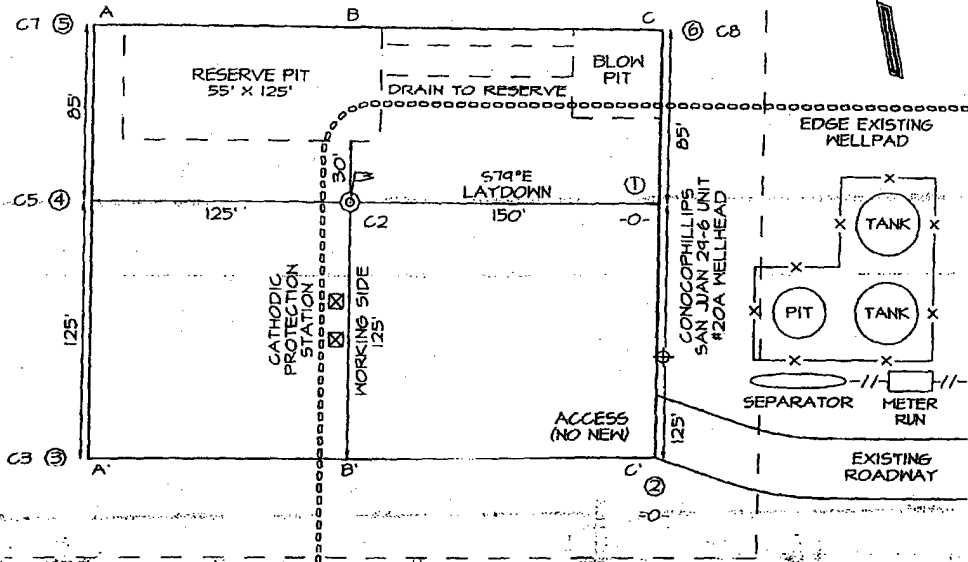 A
B
C
C7 ⑤
⑥ C8
RESERVE PIT
55' X 125'
BLOW
PIT
DRAIN TO RESERVE
85'
85'
EDGE EXISTING
WELLPAD
30'
S79°E
LAYDOWN
①
-0-
C5 ④
125'
C2
150'
CONOCOPHILLIPS
SAN JUAN 29-6 UNIT
#20A WELLHEAD
TANK
PIT
TANK
CATHODIC
PROTECTION
STATION
WORKING SIDE
125'
125'
SEPARATOR
METER
RUN
ACCESS
(NO NEW)
125'
EXISTING
ROADWAY
C3 ③
A'
B'
C'
②
-0-